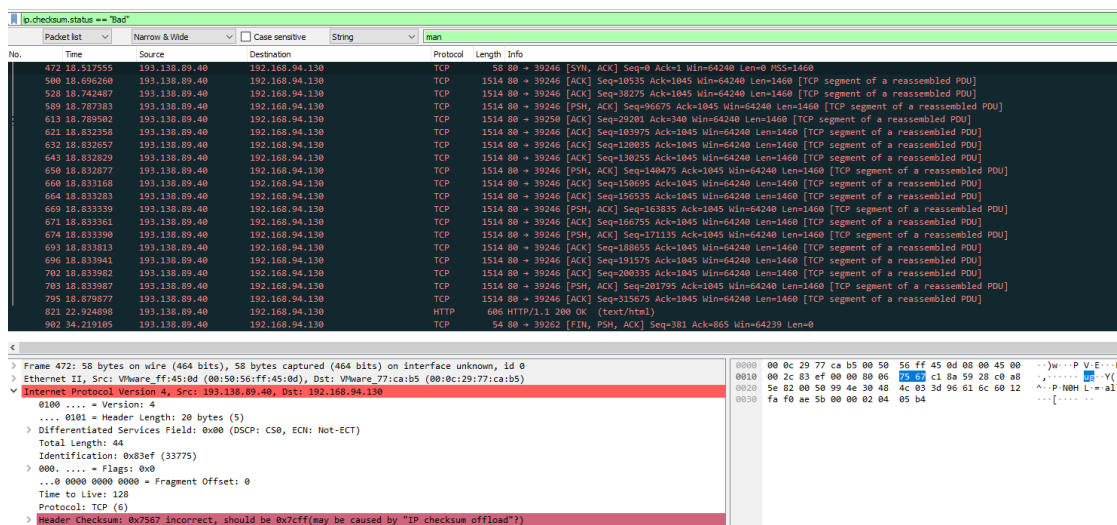 ip.checksum.status == "Bad"
Packet list Narrow & Wide Case sensitive String man
No. Time Source Destination Protocol Length Info
472 18.517555 193.138.89.40 192.168.94.130 TCP 58 80 → 39246 [SYN, ACK] Seq=0 Ack=1 Win=64240 Len=0 MSS=1460
500 18.696260 193.138.89.40 192.168.94.130 TCP 1514 80 → 39246 [ACK] Seq=10535 Ack=1045 Win=64240 Len=1460 [TCP segment of a reassembled PDU]
528 18.742487 193.138.89.40 192.168.94.130 TCP 1514 80 → 39246 [ACK] Seq=38275 Ack=1045 Win=64240 Len=1460 [TCP segment of a reassembled PDU]
589 18.787383 193.138.89.40 192.168.94.130 TCP 1514 80 → 39246 [PSH, ACK] Seq=96675 Ack=1045 Win=64240 Len=1460 [TCP segment of a reassembled PDU]
613 18.789502 193.138.89.40 192.168.94.130 TCP 1514 80 → 39250 [ACK] Seq=29201 Ack=340 Win=64240 Len=1460 [TCP segment of a reassembled PDU]
621 18.832358 193.138.89.40 192.168.94.130 TCP 1514 80 → 39246 [ACK] Seq=103975 Ack=1045 Win=64240 Len=1460 [TCP segment of a reassembled PDU]
632 18.832657 193.138.89.40 192.168.94.130 TCP 1514 80 → 39246 [ACK] Seq=120035 Ack=1045 Win=64240 Len=1460 [TCP segment of a reassembled PDU]
643 18.832829 193.138.89.40 192.168.94.130 TCP 1514 80 → 39246 [ACK] Seq=130255 Ack=1045 Win=64240 Len=1460 [TCP segment of a reassembled PDU]
650 18.832877 193.138.89.40 192.168.94.130 TCP 1514 80 → 39246 [PSH, ACK] Seq=140475 Ack=1045 Win=64240 Len=1460 [TCP segment of a reassembled PDU]
660 18.833168 193.138.89.40 192.168.94.130 TCP 1514 80 → 39246 [ACK] Seq=150695 Ack=1045 Win=64240 Len=1460 [TCP segment of a reassembled PDU]
664 18.833283 193.138.89.40 192.168.94.130 TCP 1514 80 → 39246 [ACK] Seq=156535 Ack=1045 Win=64240 Len=1460 [TCP segment of a reassembled PDU]
669 18.833339 193.138.89.40 192.168.94.130 TCP 1514 80 → 39246 [PSH, ACK] Seq=163835 Ack=1045 Win=64240 Len=1460 [TCP segment of a reassembled PDU]
671 18.833361 193.138.89.40 192.168.94.130 TCP 1514 80 → 39246 [ACK] Seq=166755 Ack=1045 Win=64240 Len=1460 [TCP segment of a reassembled PDU]
674 18.833390 193.138.89.40 192.168.94.130 TCP 1514 80 → 39246 [PSH, ACK] Seq=171135 Ack=1045 Win=64240 Len=1460 [TCP segment of a reassembled PDU]
693 18.833813 193.138.89.40 192.168.94.130 TCP 1514 80 → 39246 [ACK] Seq=188655 Ack=1045 Win=64240 Len=1460 [TCP segment of a reassembled PDU]
696 18.833941 193.138.89.40 192.168.94.130 TCP 1514 80 → 39246 [ACK] Seq=191575 Ack=1045 Win=64240 Len=1460 [TCP segment of a reassembled PDU]
702 18.833982 193.138.89.40 192.168.94.130 TCP 1514 80 → 39246 [ACK] Seq=200335 Ack=1045 Win=64240 Len=1460 [TCP segment of a reassembled PDU]
703 18.833987 193.138.89.40 192.168.94.130 TCP 1514 80 → 39246 [PSH, ACK] Seq=201795 Ack=1045 Win=64240 Len=1460 [TCP segment of a reassembled PDU]
795 18.879877 193.138.89.40 192.168.94.130 TCP 1514 80 → 39246 [ACK] Seq=315675 Ack=1045 Win=64240 Len=1460 [TCP segment of a reassembled PDU]
821 22.924898 193.138.89.40 192.168.94.130 HTTP 606 HTTP/1.1 200 OK (text/html)
902 34.219105 193.138.89.40 192.168.94.130 TCP 54 80 → 39262 [FIN, PSH, ACK] Seq=381 Ack=865 Win=64239 Len=0
Frame 472: 58 bytes on wire (464 bits), 58 bytes captured (464 bits) on interface unknown, id 0
Ethernet II, Src: VMware_ff:45:0d (00:50:56:ff:45:0d), Dst: VMware_77:ca:b5 (00:0c:29:77:ca:b5)
Internet Protocol Version 4, Src: 193.138.89.40, Dst: 192.168.94.130
0100 .... = Version: 4
.... 0101 = Header Length: 20 bytes (5)
Differentiated Services Field: 0x00 (DSCP: CS0, ECN: Not-ECT)
Total Length: 44
Identification: 0x83ef (33775)
000. .... = Flags: 0x0
...0 0000 0000 0000 = Fragment Offset: 0
Time to Live: 128
Protocol: TCP (6)
Header Checksum: 0x7567 incorrect, should be 0x7cff(may be caused by "IP checksum offload"?)
0000 00 0c 29 77 ca b5 00 50 56 ff 45 0d 08 00 45 00 ··)w···P V·E···
0010 00 2c 83 ef 00 00 80 06 75 67 c1 8a 59 28 c0 a8 ·,······ ug··Y(
0020 5e 82 00 50 99 4e 30 48 4c 03 3d 96 61 6c 60 12 ^··P·N0H L·=·al
0030 fa f0 ae 5b 00 00 02 04 05 b4 ···[···· ··